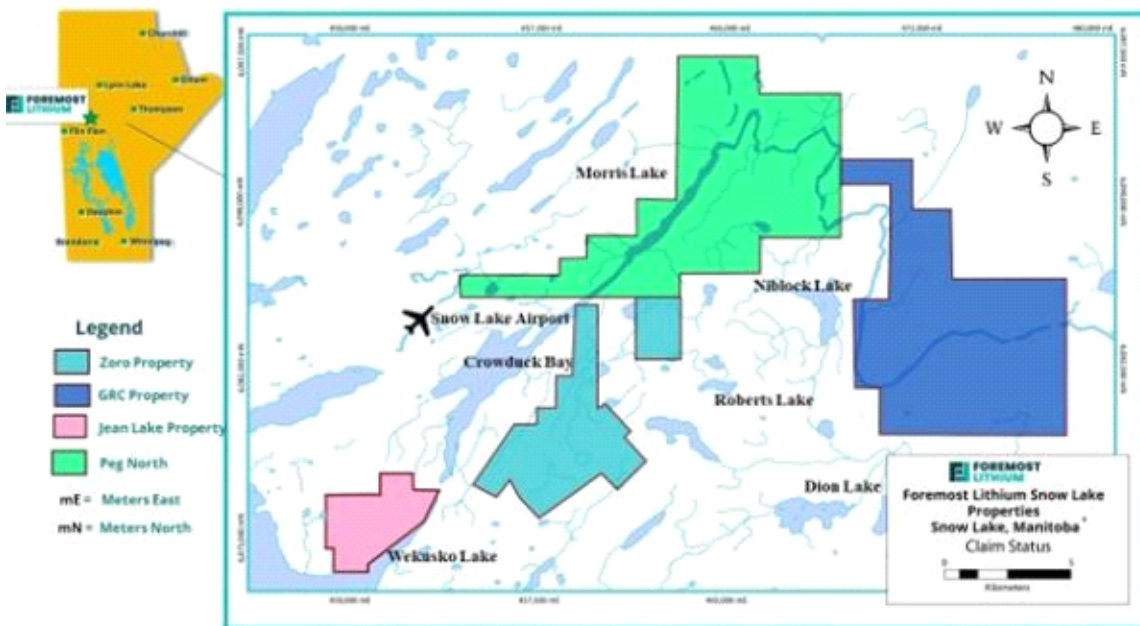 Churchill
Lynn Lake
Gillam
Thompson
FOREMOST
LITHIUM
Flin Flon
Dauphin
Brandon
Winnipeg
Legend
Zoro Property
GRC Property
Jean Lake Property
Peg North
mE = Meters East
mN = Meters North
N
W E
S
Morris Lake
Niblock Lake
Snow Lake Airport
Crowduck Bay
Roberts Lake
Dion Lake
Wekusko Lake
FOREMOST
LITHIUM
Foremost Lithium Snow Lake
Properties
Snow Lake, Manitoba
Claim Status
0 5
Kilometers